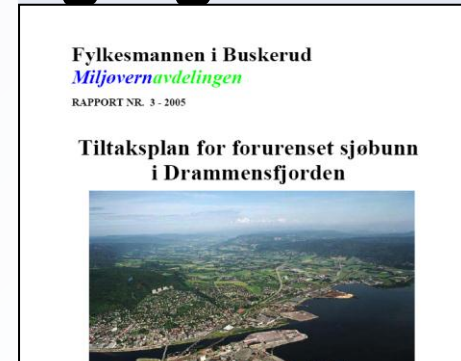 Fylkesmannen i Buskerud
Miljøvernavdelingen
RAPPORT NR. 3 - 2005
Tiltaksplan for forurenset sjøbunn
i Drammensfjorden